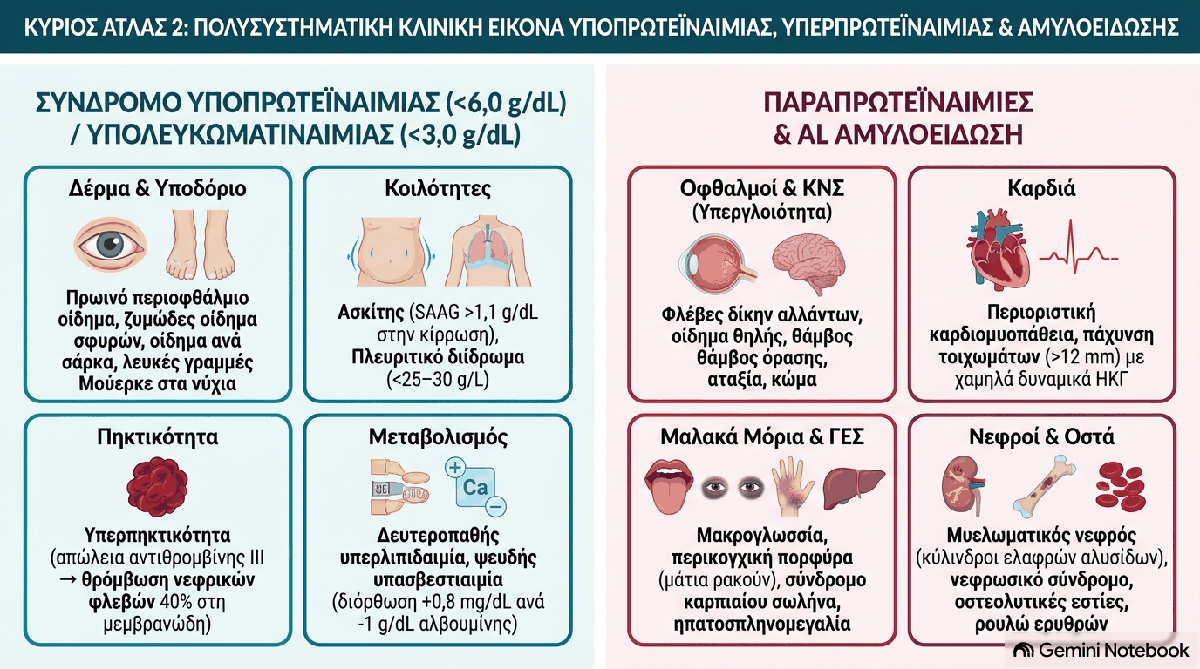 ΚΥΡΙΟΣ ΑΤΛΑΣ 2: ΠΟΛΥΣΥΣΤΗΜΑΤΙΚΗ ΚΛΙΝΙΚΗ ΕΙΚΟΝΑ ΥΠΟΠΡΩΤΕΪΝΑΙΜΙΑΣ, ΥΠΕΡΠΡΩΤΕΪΝΑΙΜΙΑΣ & ΑΜΥΛΟΕΙΔΩΣΗΣ
ΣΥΝΔΡΟΜΟ ΥΠΟΠΡΩΤΕΪΝΑΙΜΙΑΣ (<6,0 g/dL)
/ ΥΠΟΛΕΥΚΩΜΑΤΙΝΑΙΜΙΑΣ (<3,0 g/dL)
Δέρμα & Υποδόριο
Πρωινό περιοφθάλμιο
οίδημα, ζυμώδες οίδημα
σφυρών, οίδημα ανά
σάρκα, λευκές γραμμές
Μούερκε στα νύχια
Κοιλότητες
Ασκίτης (SAAG >1,1 g/dL
στην κίρρωση),
Πλευριτικό διίδρωμα
(<25–30 g/L)
Πηκτικότητα
Υπερπηκτικότητα
(απώλεια αντιθρομβίνης III
→ θρόμβωση νεφρικών
φλεβών 40% στη
μεμβρανώδη)
Μεταβολισμός
Ca
Δευτεροπαθής
υπερλιπιδαιμία, ψευδής
υπασβεστιαιμία
(διόρθωση +0,8 mg/dL ανά
-1 g/dL αλβουμίνης)
ΠΑΡΑΠΡΩΤΕΪΝΑΙΜΙΕΣ
& AL ΑΜΥΛΟΕΙΔΩΣΗ
Οφθαλμοί & ΚΝΣ
(Υπεργλοιότητα)
Φλέβες δίκην αλλάντων,
οίδημα θηλής, θάμβος
θάμβος όρασης,
αταξία, κώμα
Καρδιά
Περιοριστική
καρδιομυοπάθεια, πάχυνση
τοιχωμάτων (>12 mm) με
χαμηλά δυναμικά ΗΚΓ
Μαλακά Μόρια & ΓΕΣ
Μακρογλωσσία,
περικογχική πορφύρα
(μάτια ρακούν), σύνδρομο
καρπιαίου σωλήνα,
ηπατοσπληνομεγαλία
Νεφροί & Οστά
Μυελωματικός νεφρός
(κύλινδροι ελαφρών αλυσίδων),
νεφρωσικό σύνδρομο,
οστεολυτικές εστίες,
ρουλώ ερυθρών
Gemini Notebook